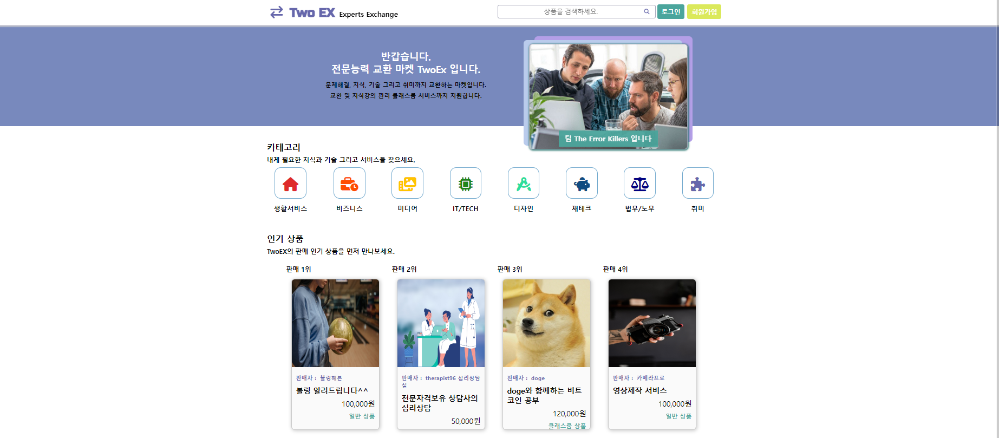 Two EX Experts Exchange
상품을 검색하세요.
로그인
회원가입
반갑습니다.
전문능력 교환 마켓 TwoEx 입니다.
문제해결, 지식, 기술 그리고 취미까지 교환하는 마켓입니다.
교환 및 지식강의 관리 클래스룸 서비스까지 지원합니다.
팀 The Error Killers 입니다
카테고리
내게 필요한 지식과 기술 그리고 서비스들 찾으세요.
생활서비스
비즈니스
미디어
IT/TECH
디자인
재테크
법무/노무
취미
인기 상품
TwoEX의 판매 인기 상품을 먼저 만나보세요.
판매 1위
판매자 : 볼링헤븐
볼링 알려드립니다^^
100,000원
일반 상품
판매 2위
판매자 : therapist96 심리상담
실
전문자격보유 상담사의
심리상담
50,000원
판매 3위
판매자 : doge
doge와 함께하는 비트
코인 공부
120,000원
클래스룸 상품
판매 4위
판매자 : 카메라프로
영상제작 서비스
100,000원
일반 상품